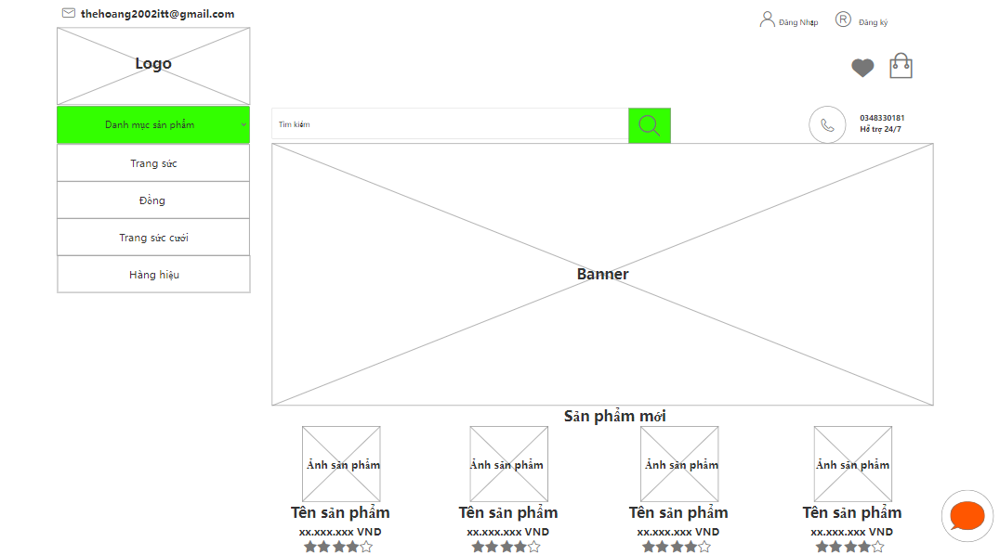 thehoang2002itt@gmail.com
Đăng Nhập
R
Đăng ký
Logo
Danh mục sản phẩm
Tìm kiếm
0348330181
Hỗ trợ 24/7
Trang sức
Đồng
Trang sức cưới
Hàng hiệu
Banner
Sản phẩm mới
Ảnh sản phẩm
Ảnh sản phẩm
Ảnh sản phẩm
Ảnh sản phẩm
Tên sản phẩm
Tên sản phẩm
Tên sản phẩm
Tên sản phẩm
xx.xxx.xxx VND
xx.xxx.xxx VND
xx.xxx.xxx VND
xx.xxx.xxx VND